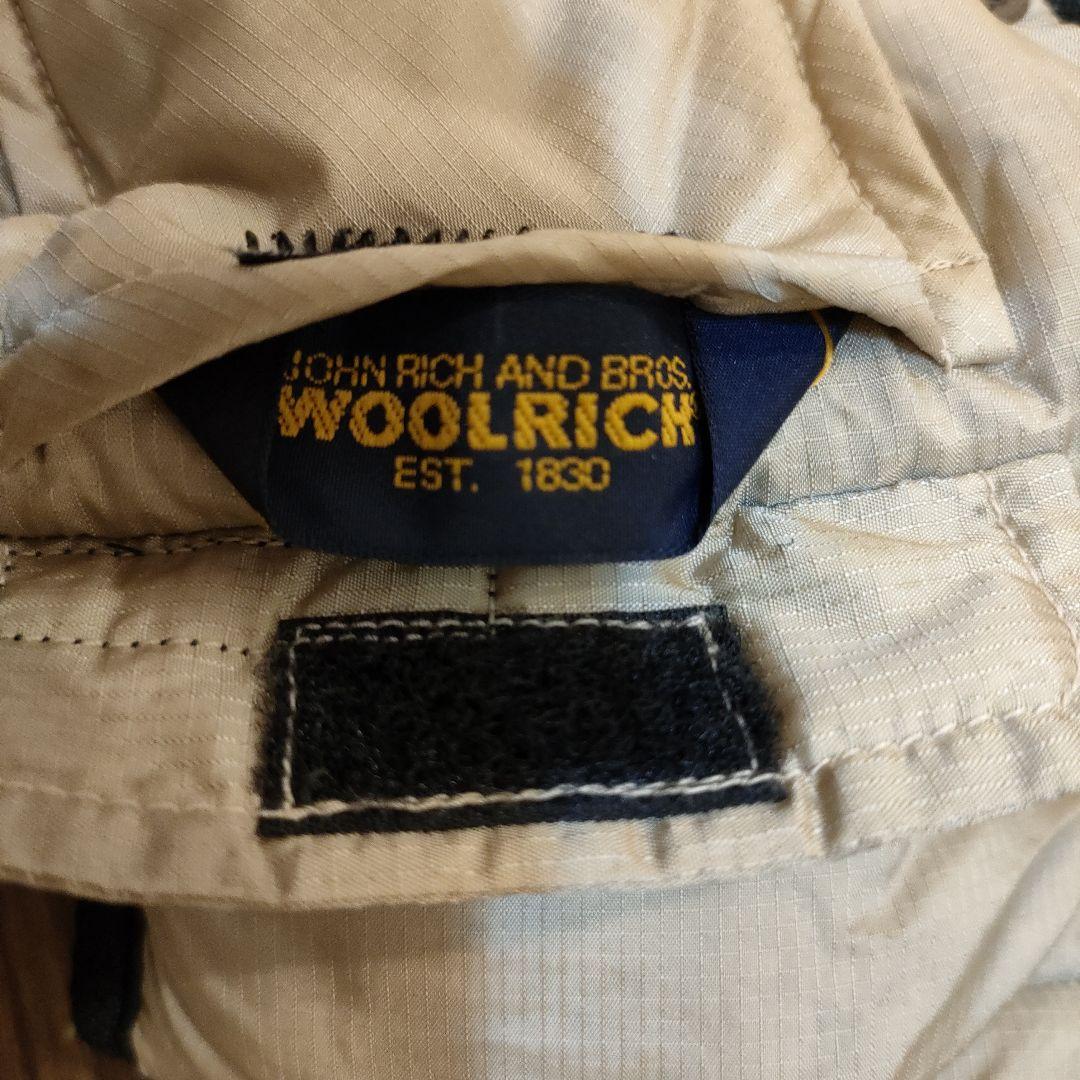 JOHN RICH AND BROS.
WOOLRICH
EST. 1830